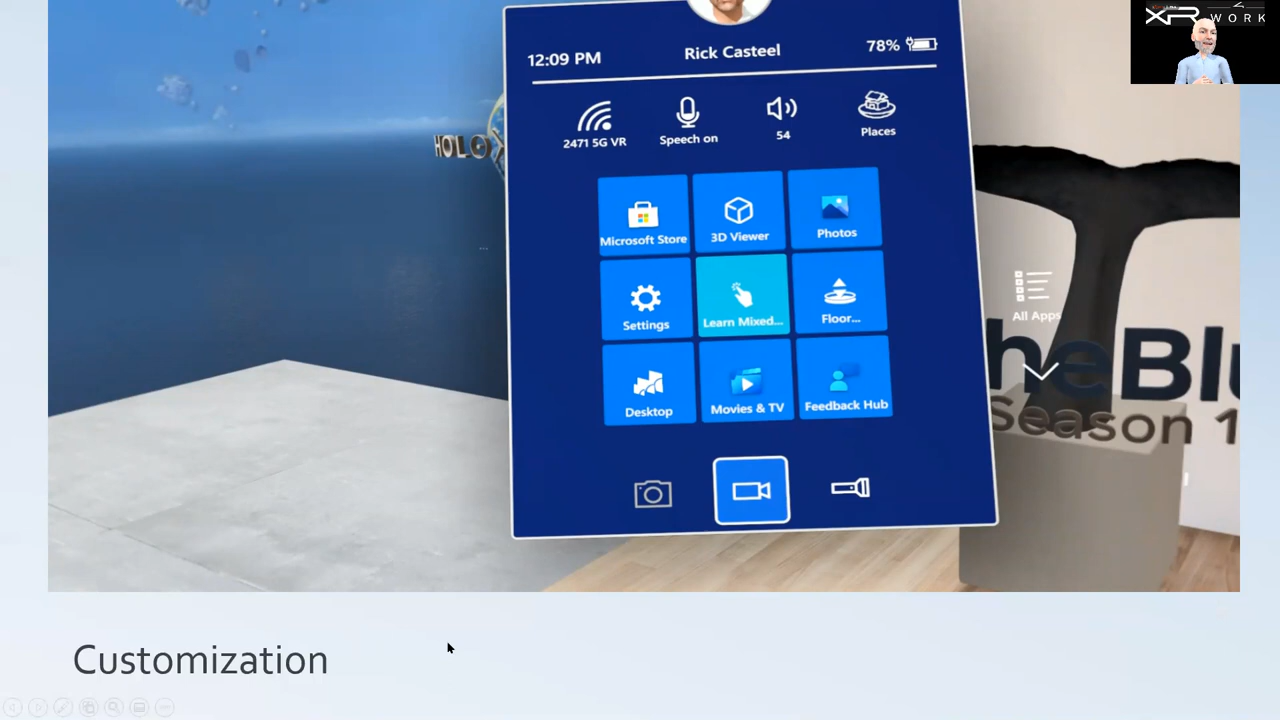 XR WORK
12:09 PM
Rick Casteel
78%
2471 5G VR
Speech on
54
Places
HOLO
Microsoft Store
3D Viewer
Photos
Settings
Learn Mixed...
Floor...
All Apps
Desktop
Movies & TV
Feedback Hub
heBlu
Season 1
Customization